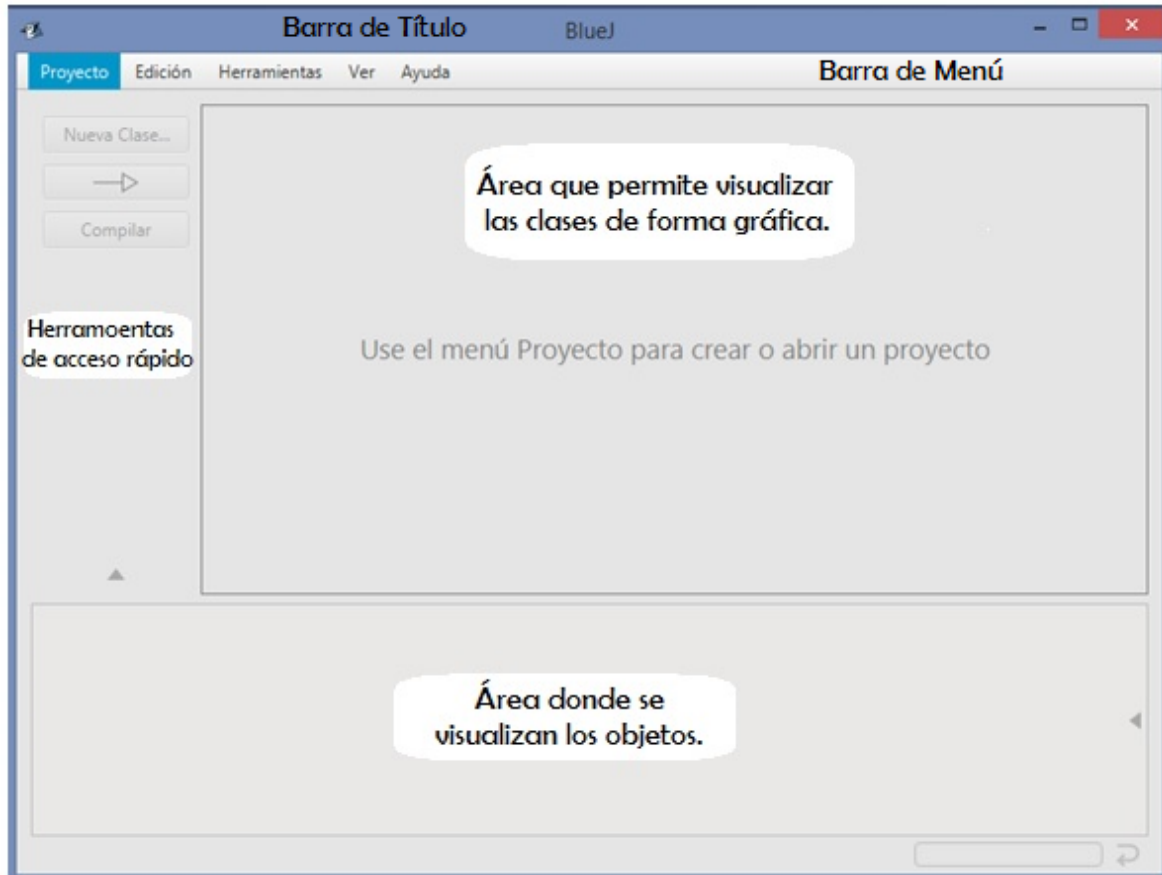 Barra de Título BlueJ
Proyecto Edición Herramientas Ver Ayuda Barra de Menú
Nueva Clase...
Compilar
Área que permite visualizar
las clases de forma gráfica.
Herramoentas
de acceso rápido
Use el menú Proyecto para crear o abrir un proyecto
Área donde se
visualizan los objetos.